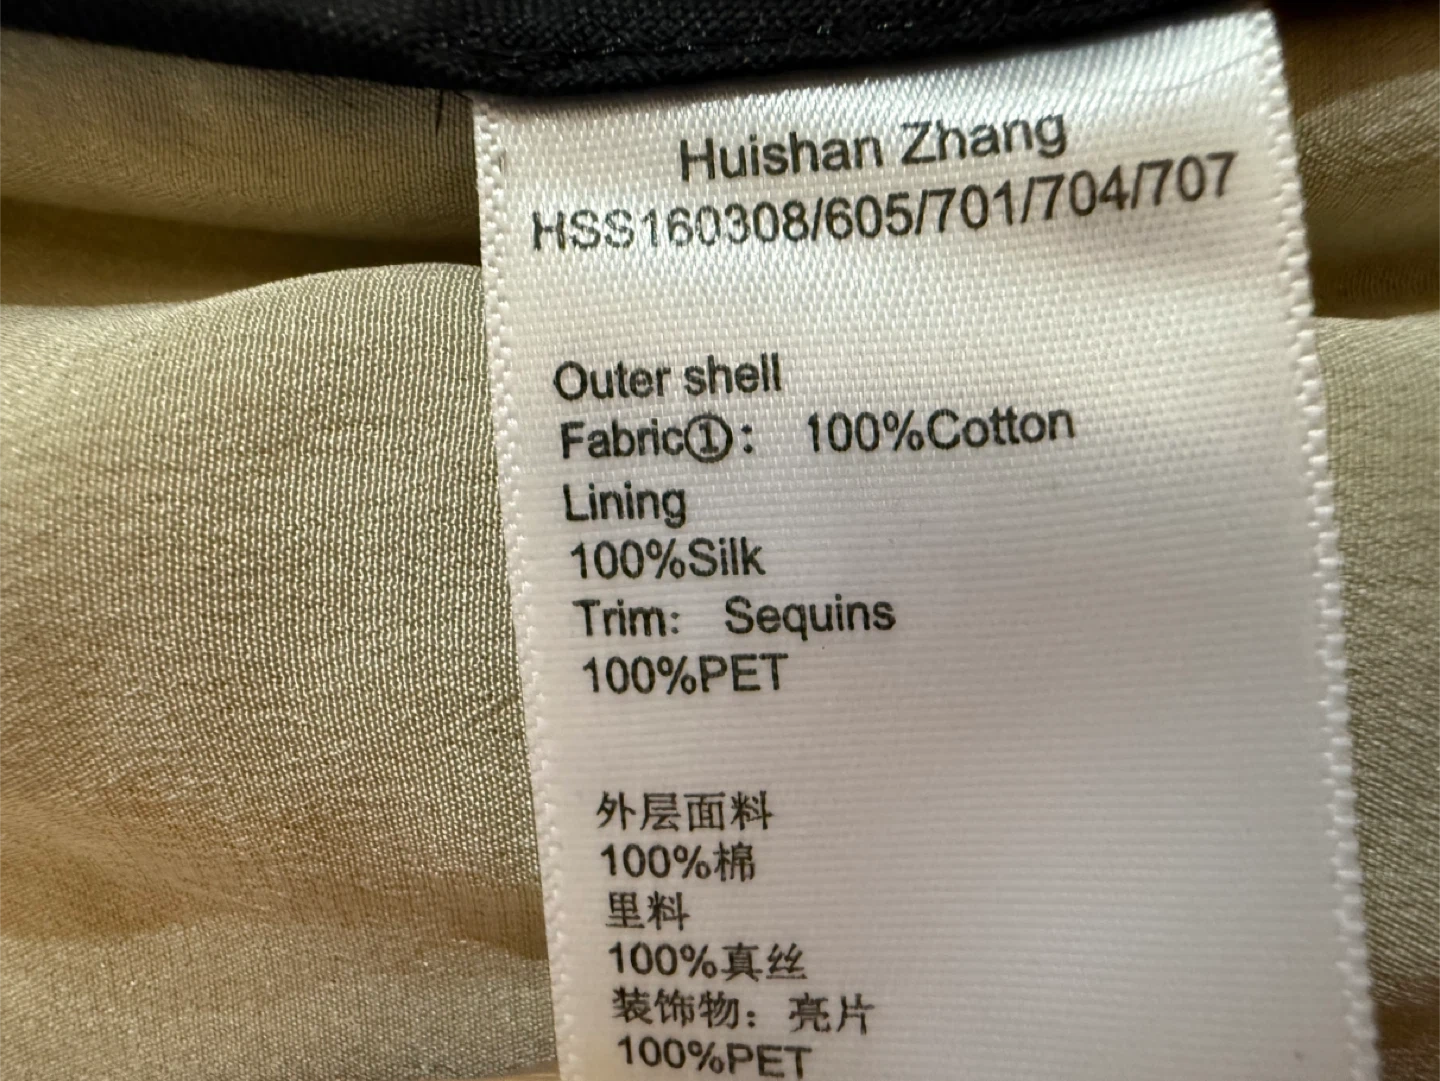 Huishan Zhang
HSS160308/605/701/704/707
Outer shell
Fabric①: 100%Cotton
Lining
100%Silk
Trim: Sequins
100%PET
外层面料
100%棉
里料
100%真丝
装饰物：亮片
100%PET